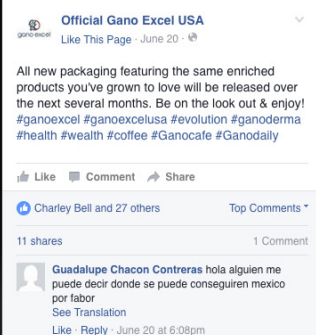 Official Gano Excel USA
gano excel
Like This Page · June 20 ·
All new packaging featuring the same enriched
products you've grown to love will be released over
the next several months. Be on the look out & enjoy!
#ganoexcel #ganoexcelusa #evolution #ganoderma
#health #wealth #coffee #Ganocafe #Ganodaily
Like Comment Share
Charley Bell and 27 others Top Comments
11 shares 1 Comment
Guadalupe Chacon Contreras hola alguien me
puede decir donde se puede conseguiren mexico
por fabor
See Translation
Like · Reply · June 20 at 6:08pm